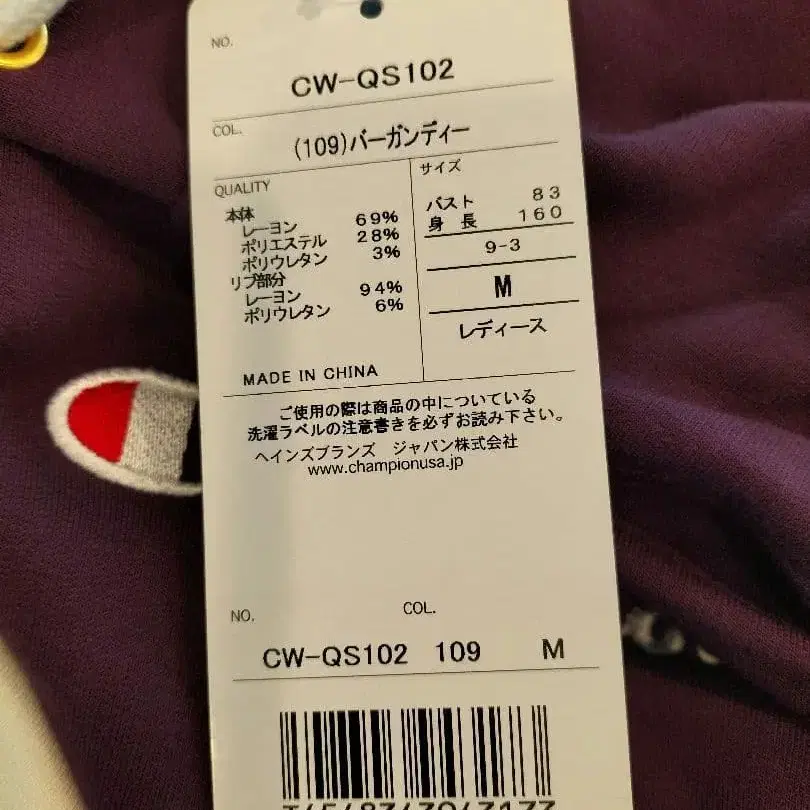 NO.
CW-QS102
COL.
(109)バーガンディー
QUALITY
本体
レーヨン 69%
ポリエステル 28%
ポリウレタン 3%
リブ部分
レーヨン 94%
ポリウレタン 6%
サイズ
バスト 83
身長 160
9-3
M
レディース
MADE IN CHINA
ご使用の際は商品の中についている
洗濯ラベルの注意書きを必ずお読み下さい。
ヘインズブランズ ジャパン株式会社
www.championusa.jp
NO. COL.
CW-QS102 109 M